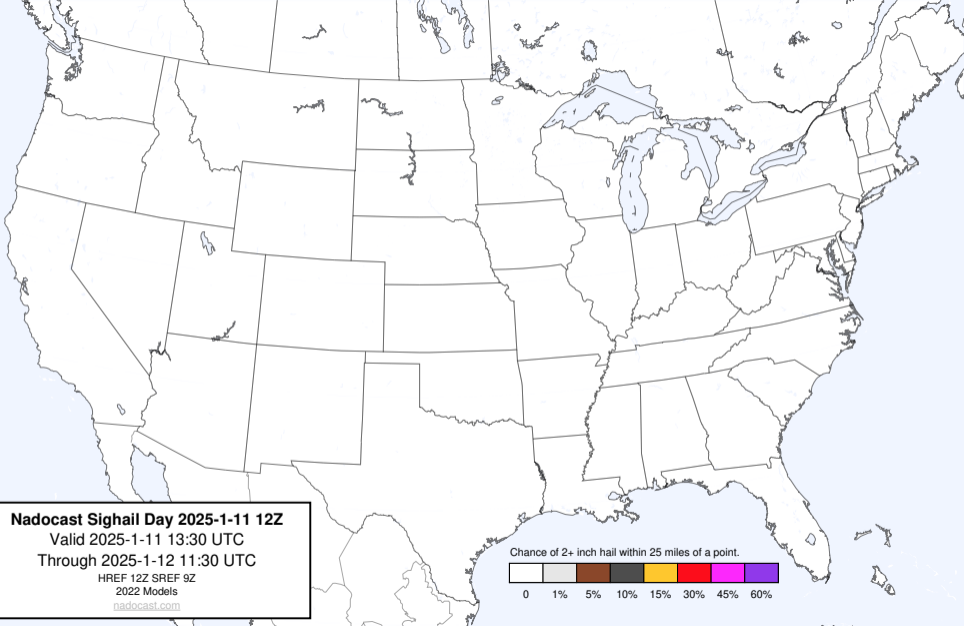 Nadocast Sighail Day 2025-1-11 12Z
Valid 2025-1-11 13:30 UTC
Through 2025-1-12 11:30 UTC
HREF 12Z SREF 9Z
2022 Models
nadocast.com
Chance of 2+ inch hail within 25 miles of a point.
0 1% 5% 10% 15% 30% 45% 60%